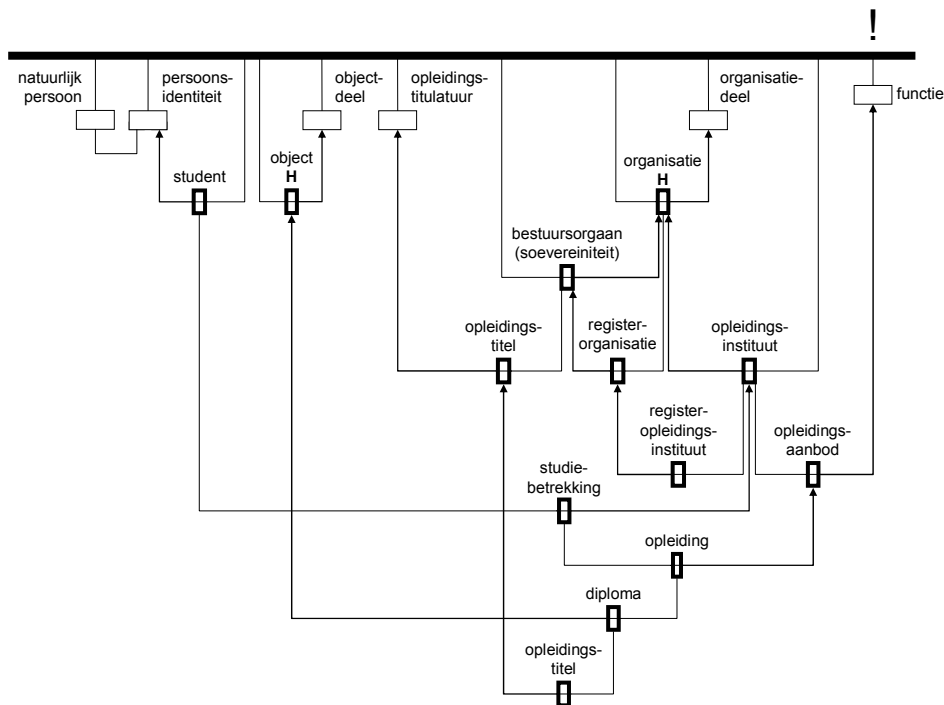 !
natuurlijk
persoon
persoons-
identiteit
object-
deel
opleidings-
titulatuur
organisatie-
deel
functie
student
object
H
organisatie
H
bestuursorgaan
(soevereiniteit)
opleidings-
titel
register-
organisatie
opleidings-
instituut
register-
opleidings-
instituut
opleidings-
aanbod
studie-
betrekking
opleiding
diploma
opleidings-
titel